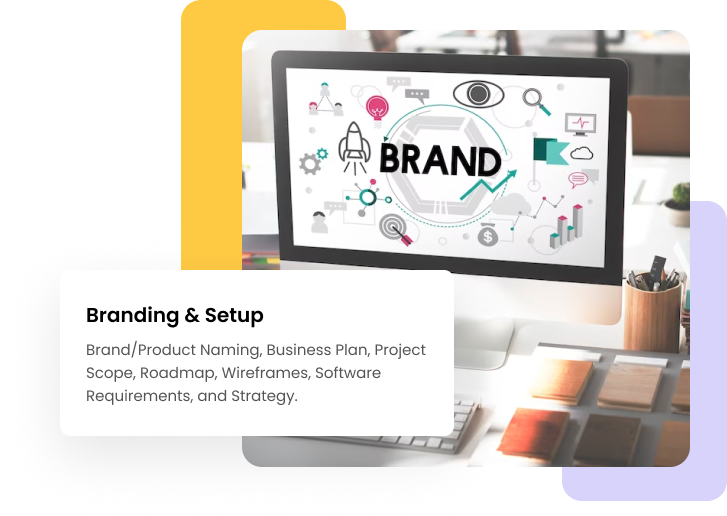 BRAND
$
Branding & Setup
Brand/Product Naming, Business Plan, Project
Scope, Roadmap, Wireframes, Software
Requirements, and Strategy.